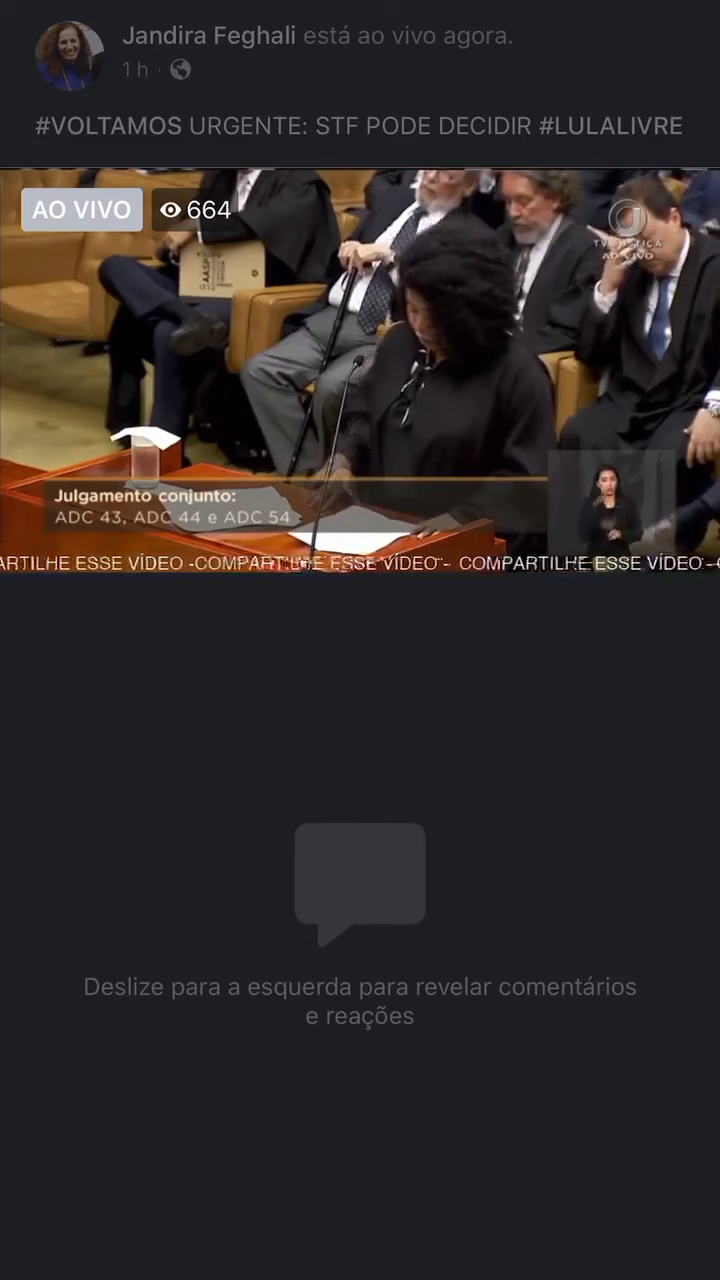 Jandira Feghali está ao vivo agora.
1 h ·
#VOLTAMOS URGENTE: STF PODE DECIDIR #LULALIVRE
AO VIVO 664
TV JUSTIÇA
AO VIVO
AASP
Julgamento conjunto:
ADC 43, ADC 44 e ADC 54
ARTILHE ESSE VÍDEO -COMPARTILHE ESSE VÍDEO - COMPARTILHE ESSE VÍDEO -
Deslize para a esquerda para revelar comentários
e reações